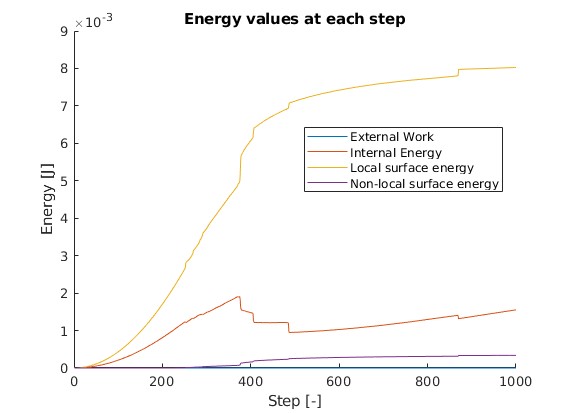 Energy values at each step
×10^-3
9
8
7
6
5
4
3
2
1
0
Energy [J]
External Work
Internal Energy
Local surface energy
Non-local surface energy
0 200 400 600 800 1000
Step [-]